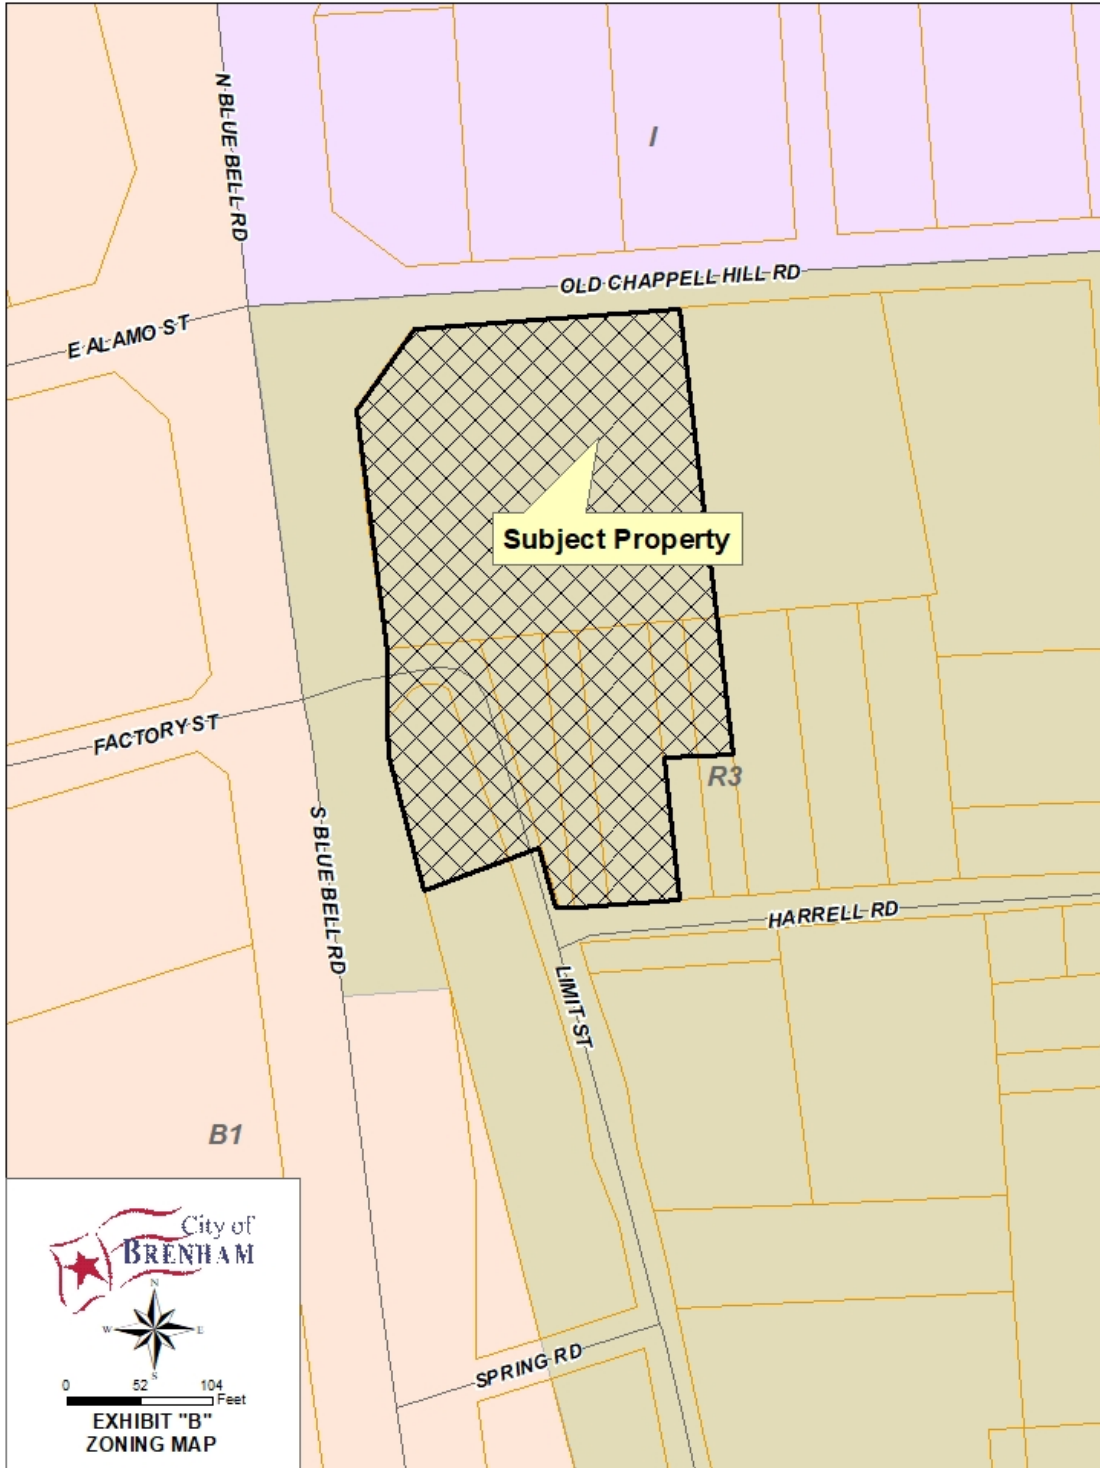 N BLUE BELL RD
I
OLD CHAPPELL HILL RD
E ALAMO ST
Subject Property
FACTORY ST
R3
S BLUE BELL RD
HARRELL RD
LIMIT ST
B1
City of
BRENHAM
N
W E
S
0 52 104
Feet
EXHIBIT "B"
ZONING MAP
SPRING RD